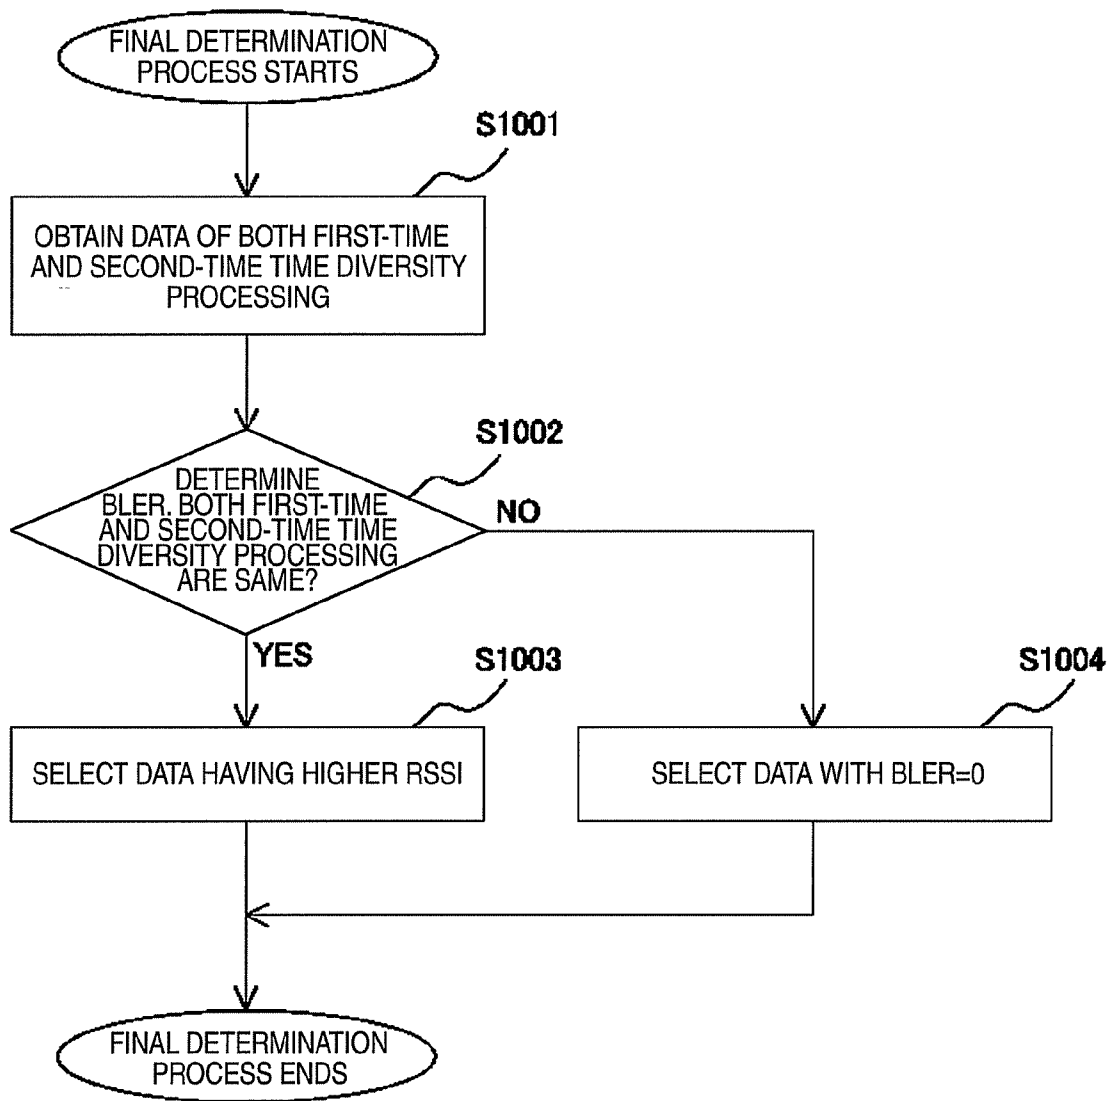 FINAL DETERMINATION
PROCESS STARTS
S1001
OBTAIN DATA OF BOTH FIRST-TIME
AND SECOND-TIME TIME DIVERSITY
PROCESSING
S1002
DETERMINE
BLER. BOTH FIRST-TIME
AND SECOND-TIME TIME
DIVERSITY PROCESSING
ARE SAME?
NO
YES
S1003
S1004
SELECT DATA HAVING HIGHER RSSI
SELECT DATA WITH BLER=0
FINAL DETERMINATION
PROCESS ENDS